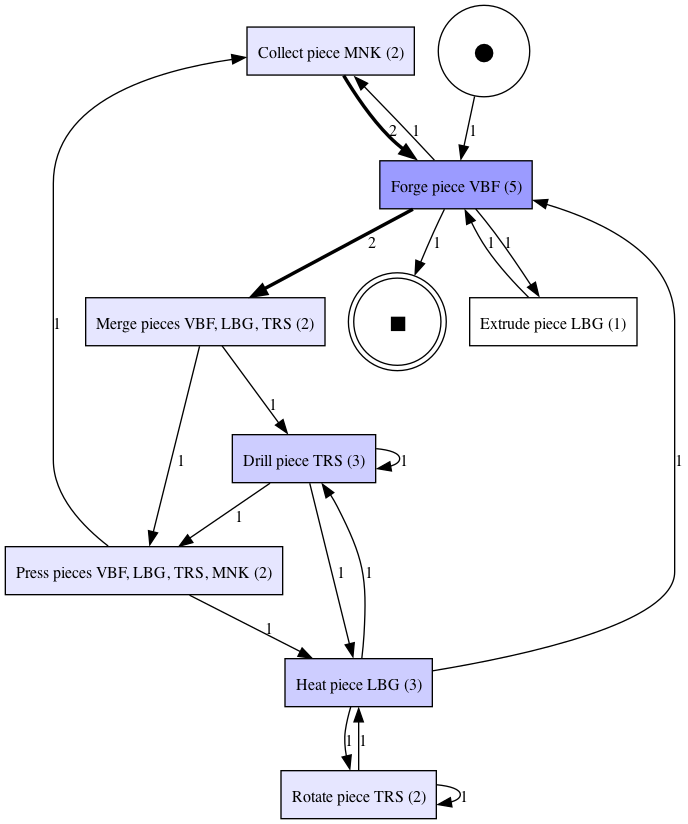 Collect piece MNK (2)
2
1
1
Forge piece VBF (5)
2
1
1
1
Merge pieces VBF, LBG, TRS (2)
Extrude piece LBG (1)
1
1
Drill piece TRS (3)
1
1
1
1
Press pieces VBF, LBG, TRS, MNK (2)
1
1
1
Heat piece LBG (3)
1
1
1
Rotate piece TRS (2)
1